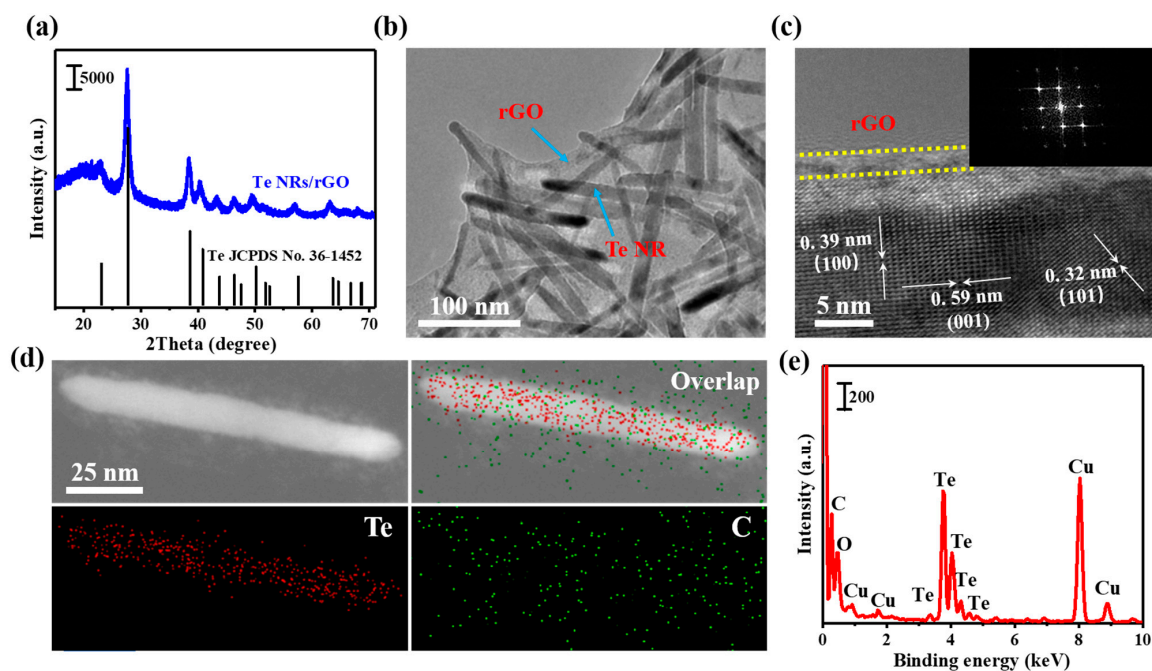 (a)
5000
Intensity (a.u.)
Te NRs/rGO
Te JCPDS No. 36-1452
20 30 40 50 60 70
2Theta (degree)
(b)
rGO
Te NR
100 nm
(c)
rGO
0.39 nm
(100)
0.59 nm
(001)
0.32 nm
(101)
5 nm
(d)
25 nm
Overlap
Te
C
(e)
200
Intensity (a.u.)
C
O
Cu
Cu
Te
Te
Te
Te
Te
Cu
Cu
0 2 4 6 8 10
Binding energy (keV)